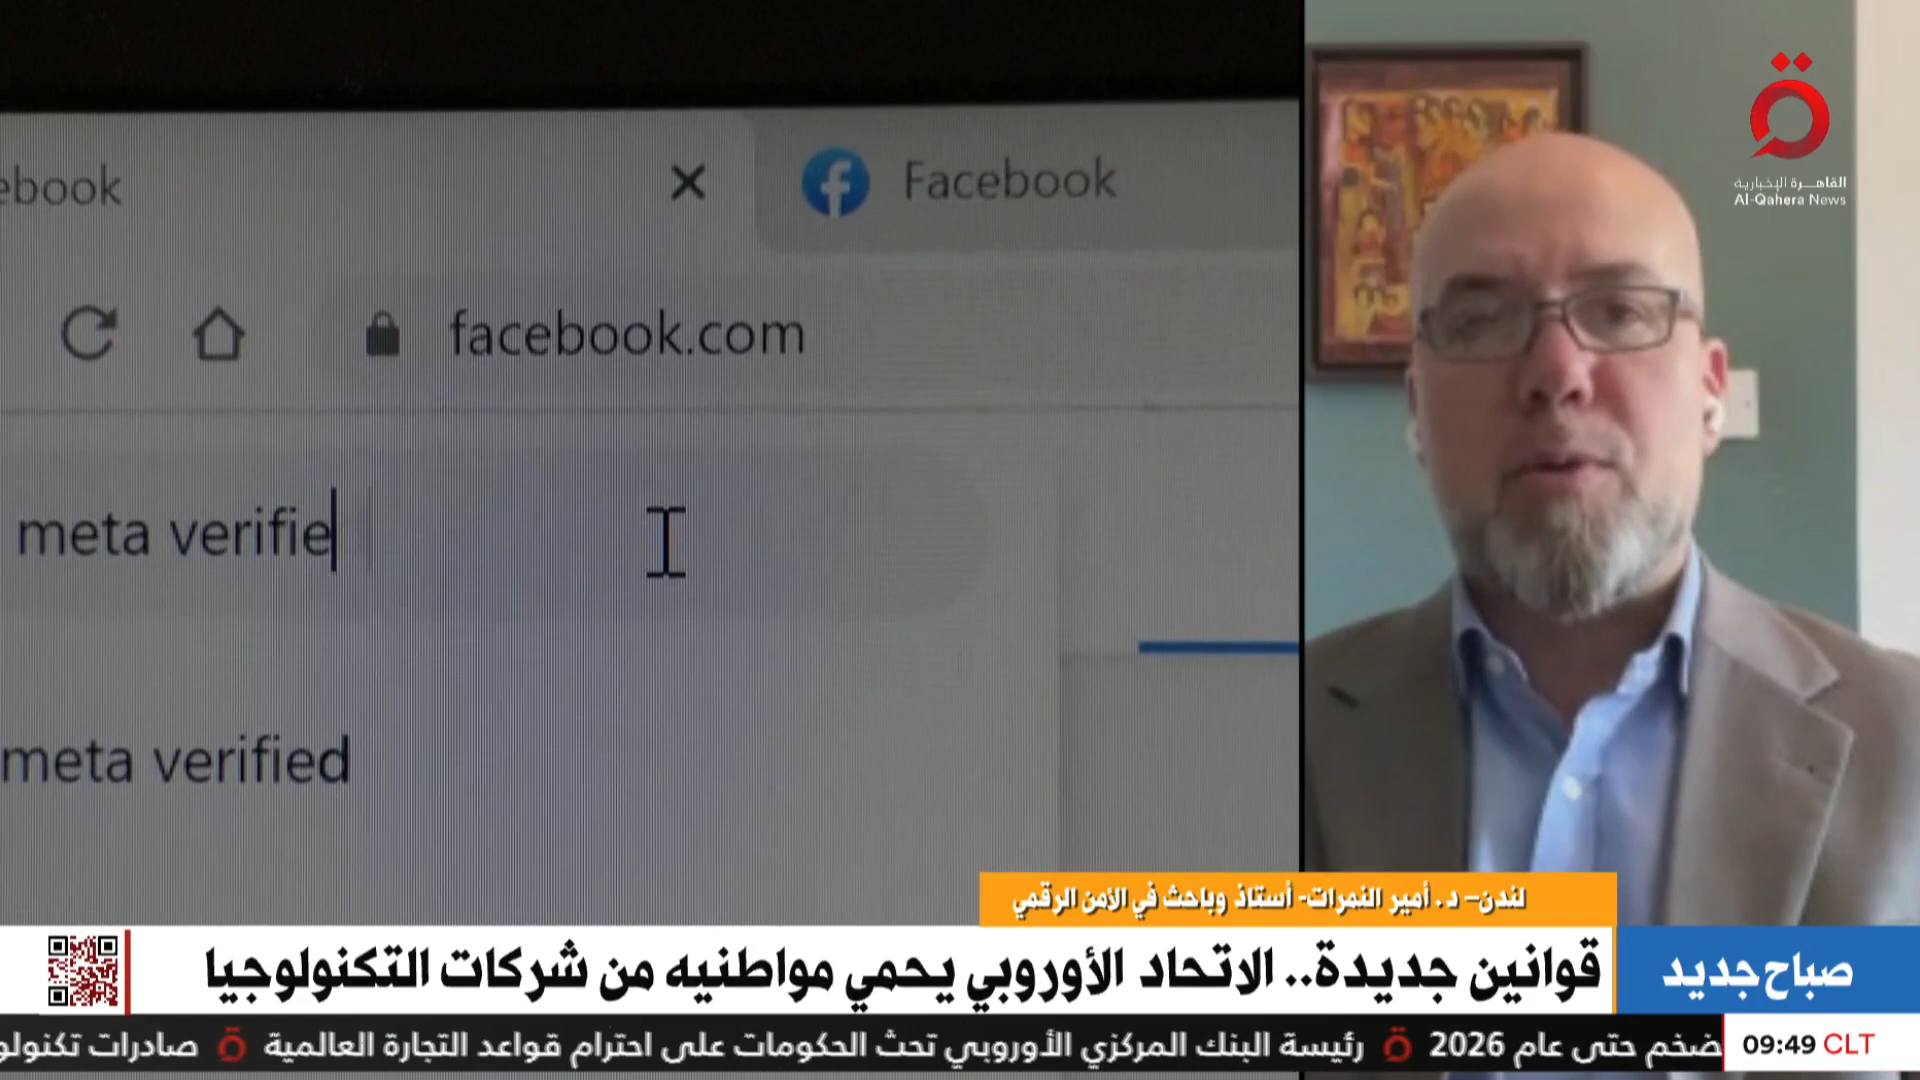 ebook
Facebook
facebook.com
meta verifie
meta verified
القاهرة الإخبارية
Al-Qahera News
لندن– د. أمير النمرات- أستاذ وباحث في الأمن الرقمي
قوانين جديدة.. الاتحاد الأوروبي يحمي مواطنيه من شركات التكنولوجيا
صباح جديد
ضخم حتى عام 2026 رئيسة البنك المركزي الأوروبي تحث الحكومات على احترام قواعد التجارة العالمية صادرات تكنولو
09:49 CLT